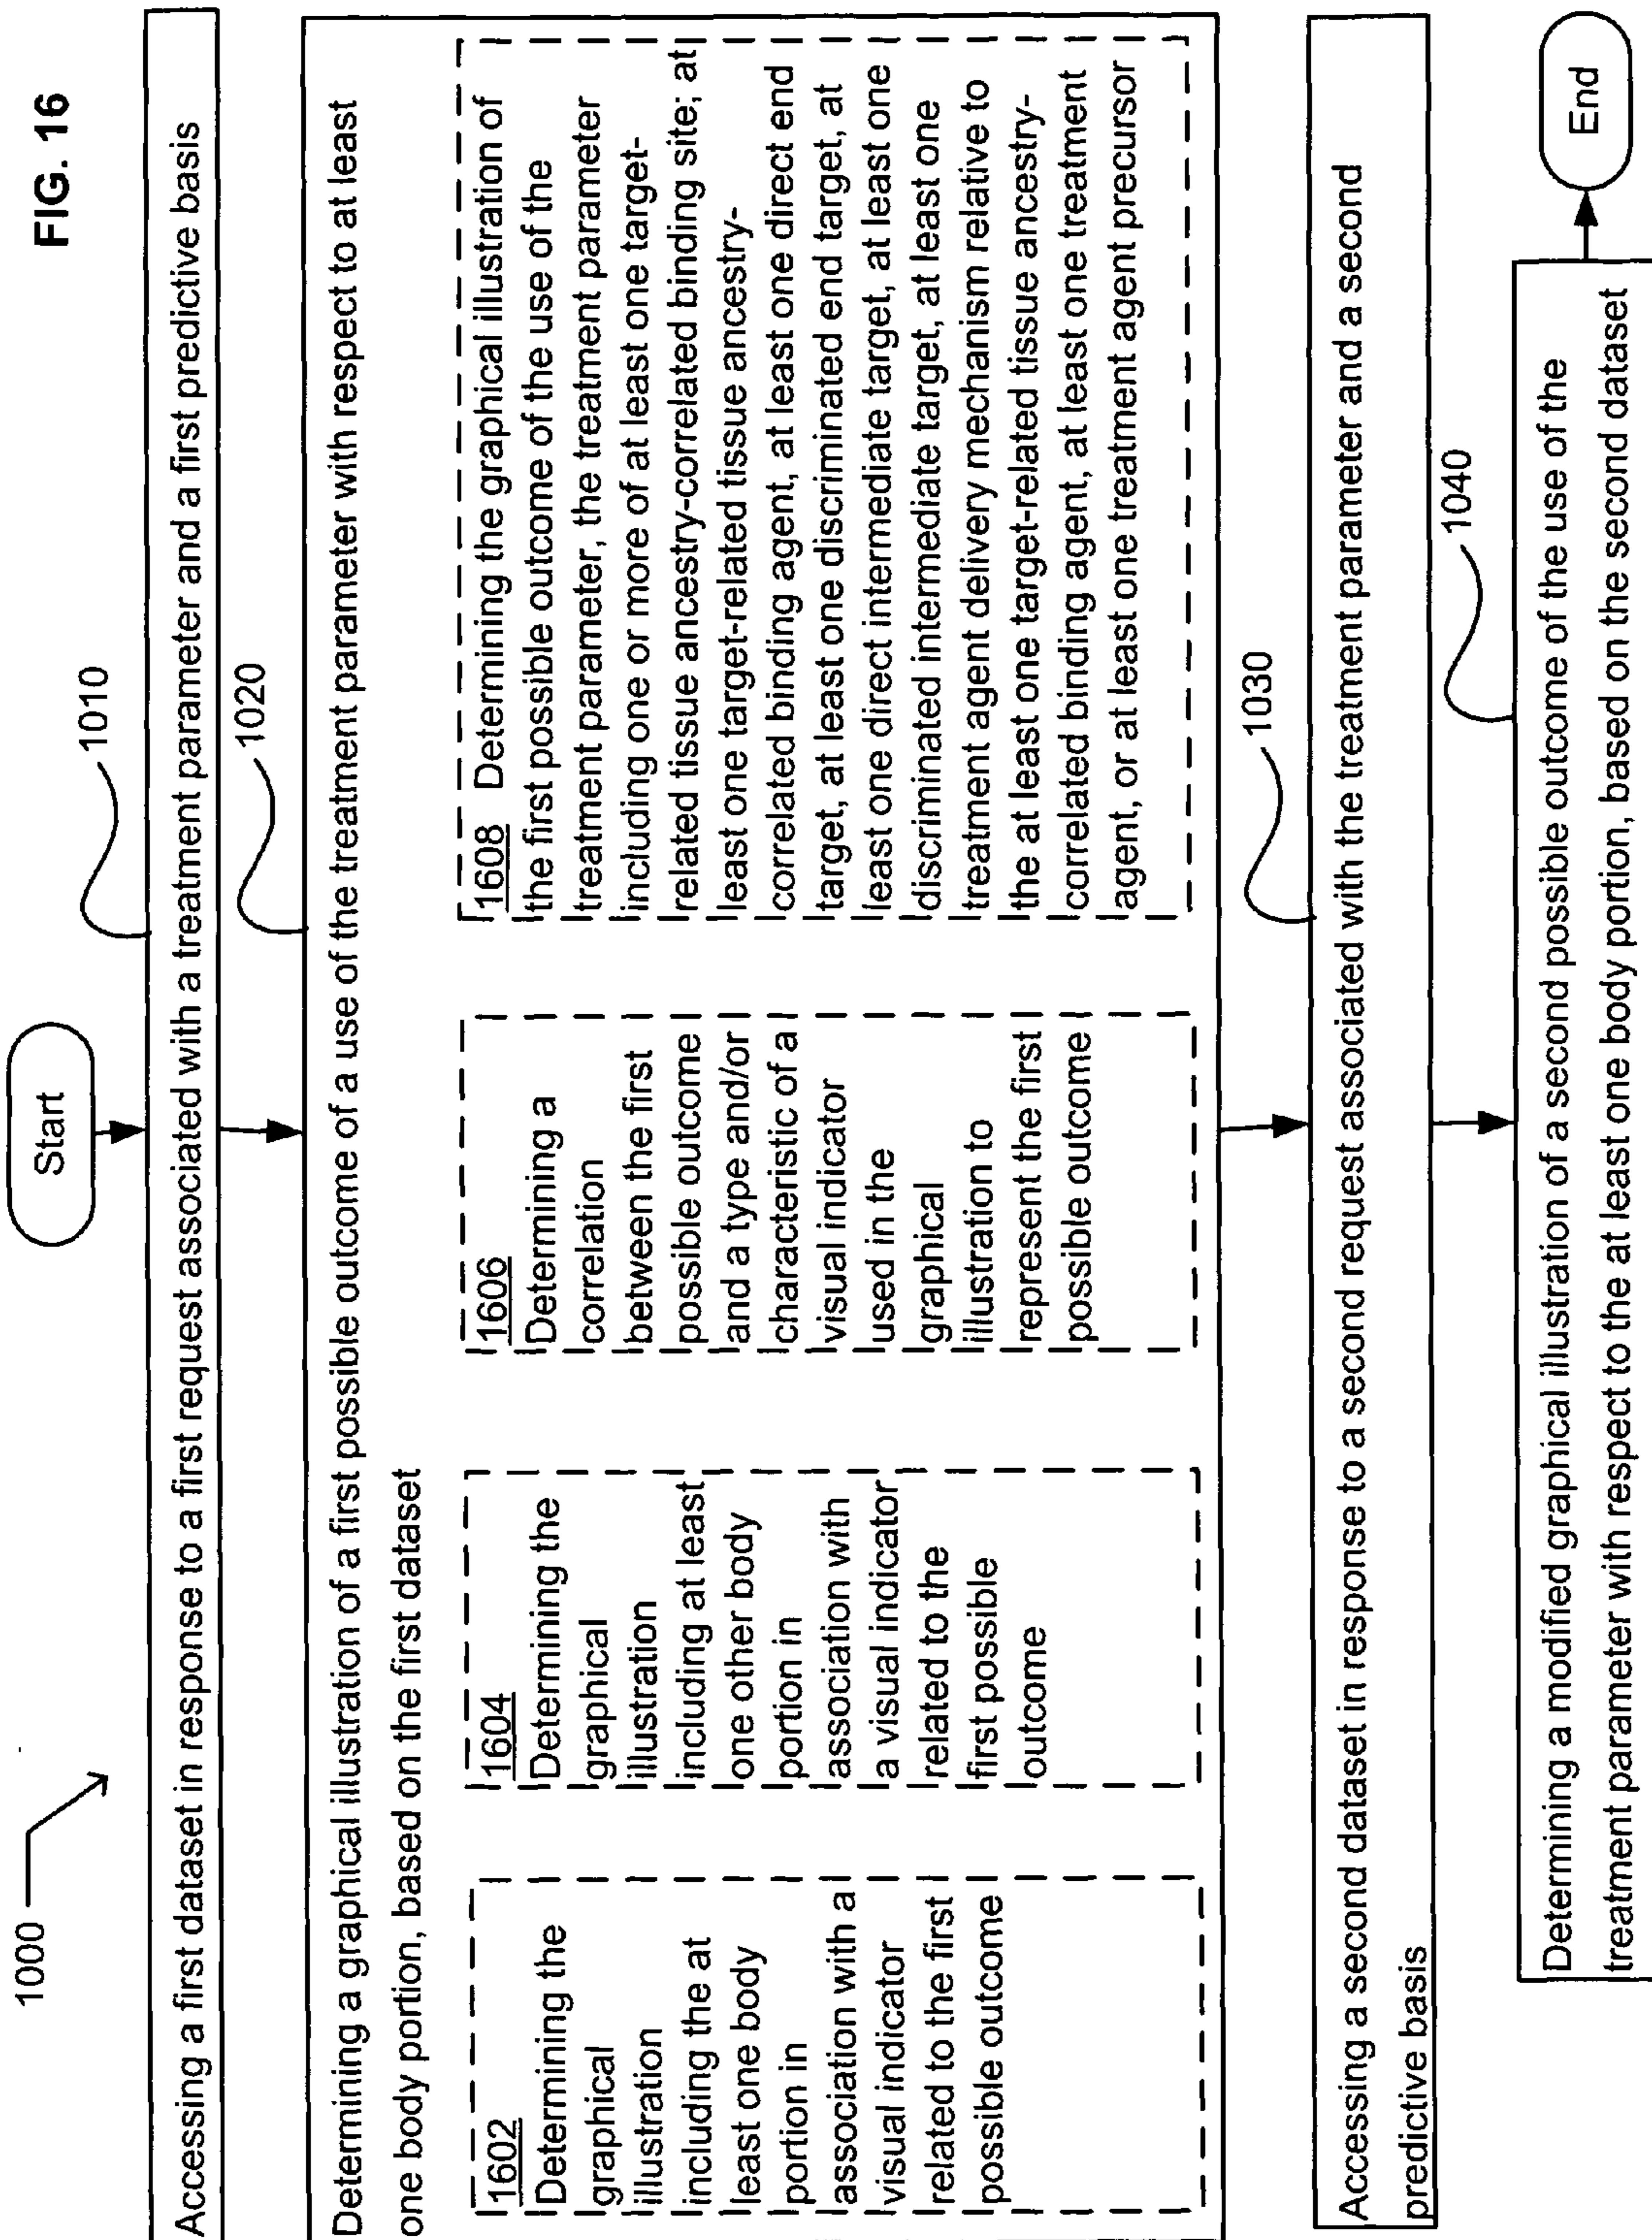 FIG. 16
1000
Start
1010
Accessing a first dataset in response to a first request associated with a treatment parameter and a first predictive basis
1020
Determining a graphical illustration of a first possible outcome of a use of the treatment parameter with respect to at least
one body portion, based on the first dataset
1602
Determining the
graphical
illustration
including the at
least one body
portion in
association with a
visual indicator
related to the first
possible outcome
1604
Determining the
graphical
illustration
including at least
one other body
portion in
association with
a visual indicator
related to the
first possible
outcome
1606
Determining a
correlation
between the first
possible outcome
and a type and/or
characteristic of a
visual indicator
used in the
graphical
illustration to
represent the first
possible outcome
1608 Determining the graphical illustration of
the first possible outcome of the use of the
treatment parameter, the treatment parameter
including one or more of at least one target-
related tissue ancestry-correlated binding site; at
least one target-related tissue ancestry-
correlated binding agent, at least one direct end
target, at least one discriminated end target, at
least one direct intermediate target, at least one
discriminated intermediate target, at least one
treatment agent delivery mechanism relative to
the at least one target-related tissue ancestry-
correlated binding agent, at least one treatment
agent, or at least one treatment agent precursor
1030
Accessing a second dataset in response to a second request associated with the treatment parameter and a second
predictive basis
1040
Determining a modified graphical illustration of a second possible outcome of the use of the
treatment parameter with respect to the at least one body portion, based on the second dataset
End